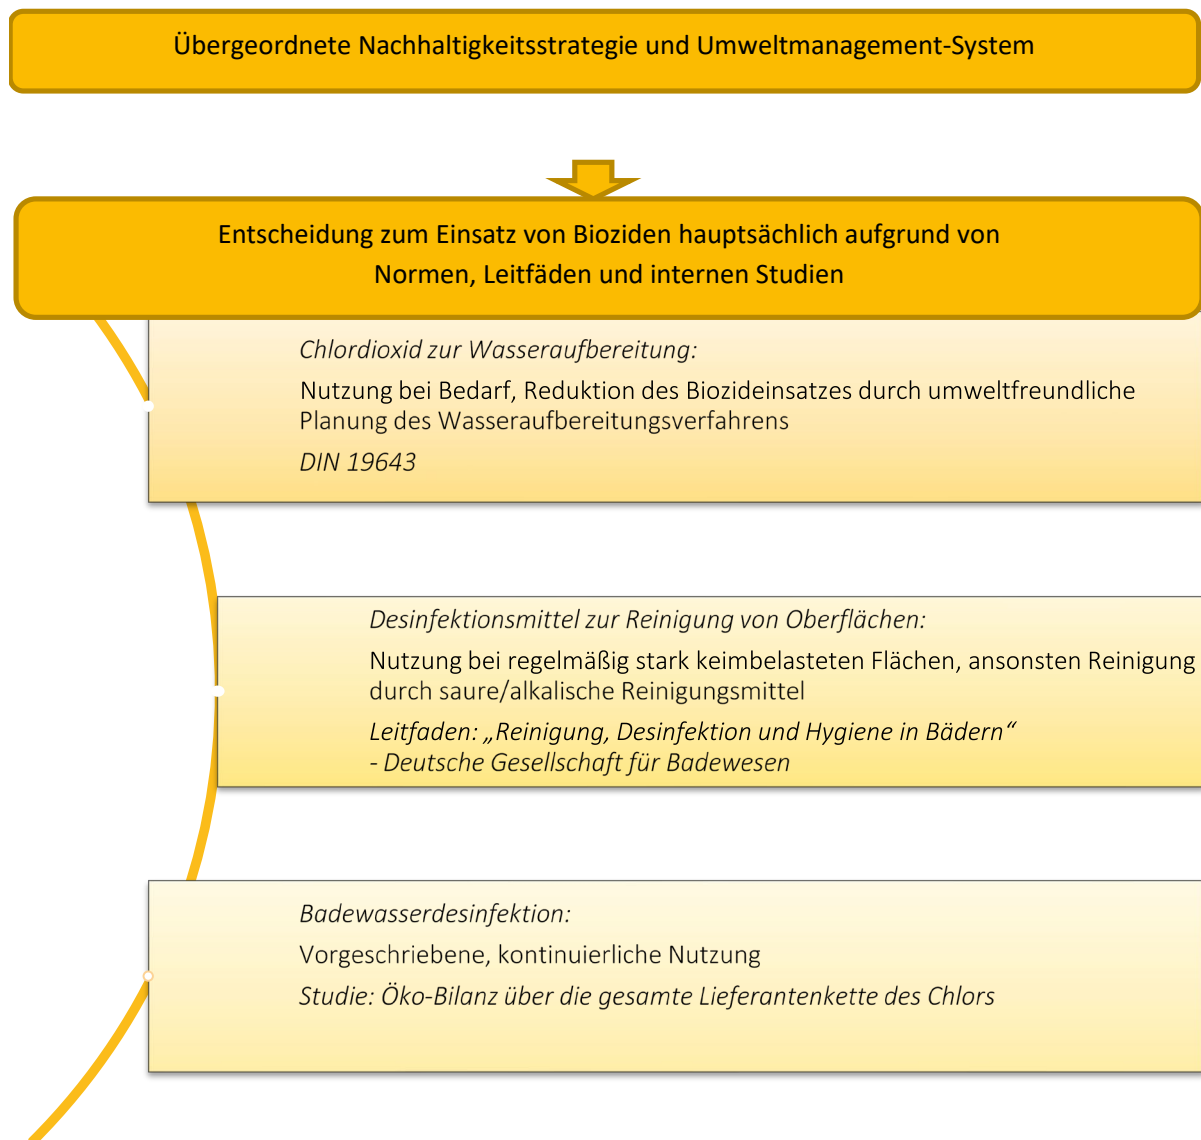 Übergeordnete Nachhaltigkeitsstrategie und Umweltmanagement-System
Entscheidung zum Einsatz von Bioziden hauptsächlich aufgrund von
Normen, Leitfäden und internen Studien
Chlordioxid zur Wasseraufbereitung:
Nutzung bei Bedarf, Reduktion des Biozideinsatzes durch umweltfreundliche
Planung des Wasseraufbereitungsverfahrens
DIN 19643
Desinfektionsmittel zur Reinigung von Oberflächen:
Nutzung bei regelmäßig stark keimbelasteten Flächen, ansonsten Reinigung
durch saure/alkalische Reinigungsmittel
Leitfaden: „Reinigung, Desinfektion und Hygiene in Bädern“
- Deutsche Gesellschaft für Badewesen
Badewasserdesinfektion:
Vorgeschriebene, kontinuierliche Nutzung
Studie: Öko-Bilanz über die gesamte Lieferantenkette des Chlors